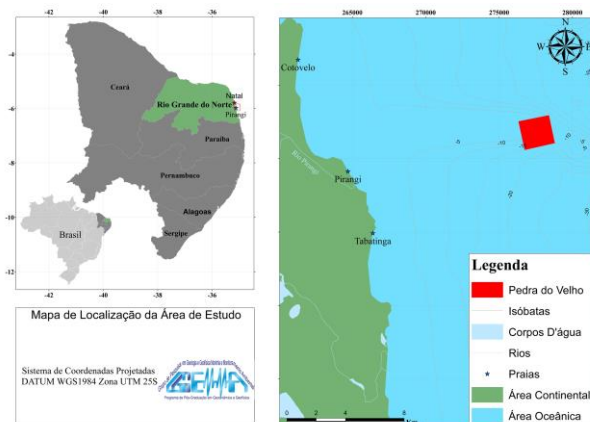 -40 -38 -36 -34
-4
-6
-8
-10
-12
-40 -38 -36 -34
Ceará
Natal
Rio Grande do Norte
Pirangi
Paraíba
Pernambuco
Alagoas
Sergipe
Brasil
Mapa de Localização da Área de Estudo
Sistema de Coordenadas Projetadas
DATUM WGS1984 Zona UTM 25S
265000 270000 275000 280000
N
W E
S
Cotovelo
Rio Pirangi
Pirangi
Tabatinga
Legenda
Pedra do Velho
Isóbatas
Corpos D'água
Rios
Praias
Área Continental
Área Oceânica
0 2 4 8
Km